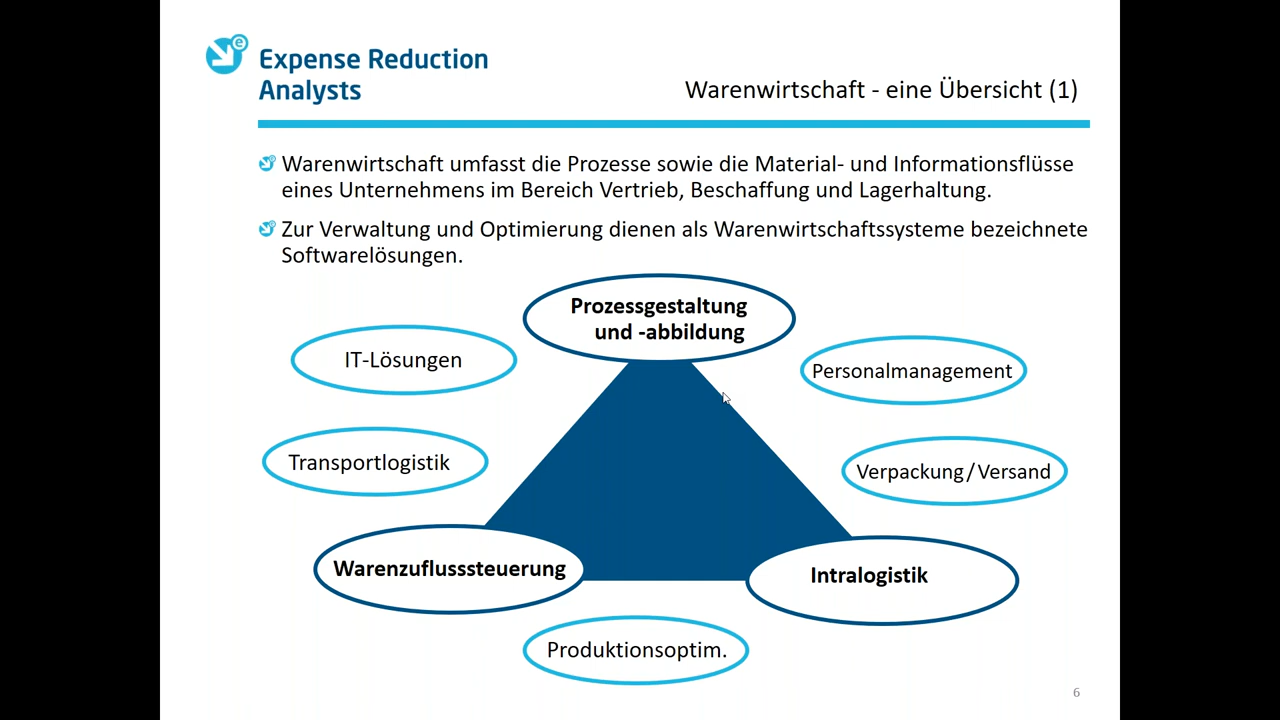 e
Expense Reduction
Analysts
Warenwirtschaft - eine Übersicht (1)
Warenwirtschaft umfasst die Prozesse sowie die Material- und Informationsflüsse
eines Unternehmens im Bereich Vertrieb, Beschaffung und Lagerhaltung.
Zur Verwaltung und Optimierung dienen als Warenwirtschaftssysteme bezeichnete
Softwarelösungen.
Prozessgestaltung
und -abbildung
IT-Lösungen
Personalmanagement
Transportlogistik
Verpackung/Versand
Warenzuflusssteuerung
Intralogistik
Produktionsoptim.
6